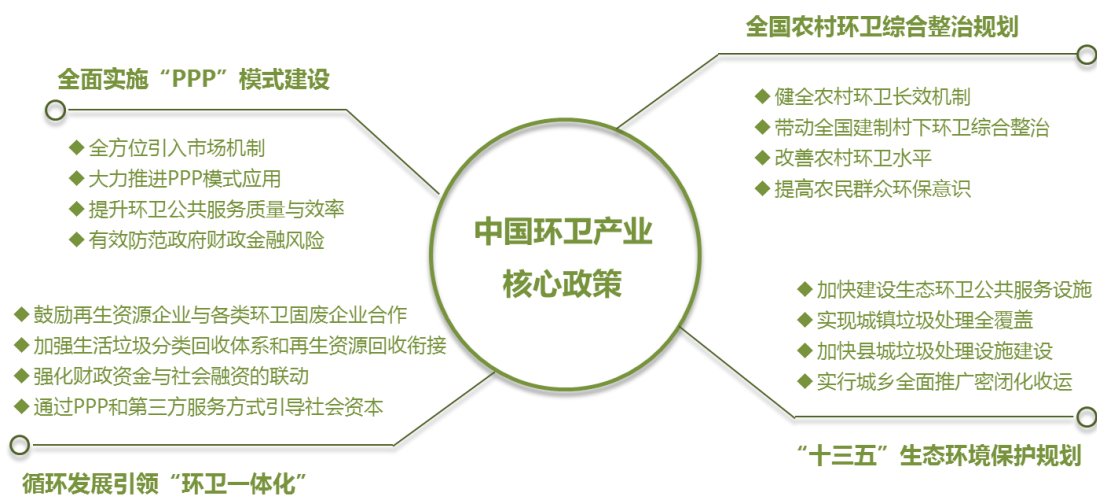 全面实施“PPP”模式建设
◆全方位引入市场机制
◆大力推进PPP模式应用
◆提升环卫公共服务质量与效率
◆有效防范政府财政金融风险
全国农村环卫综合整治规划
◆健全农村环卫长效机制
◆带动全国建制村下环卫综合整治
◆改善农村环卫水平
◆提高农民群众环保意识
中国环卫产业
核心政策
◆鼓励再生资源企业与各类环卫固废企业合作
◆加强生活垃圾分类回收体系和再生资源回收衔接
◆强化财政资金与社会融资的联动
◆通过PPP和第三方服务方式引导社会资本
循环发展引领“环卫一体化”
◆加快建设生态环卫公共服务设施
◆实现城镇垃圾处理全覆盖
◆加快县城垃圾处理设施建设
◆实行城乡全面推广密闭化收运
“十三五”生态环境保护规划